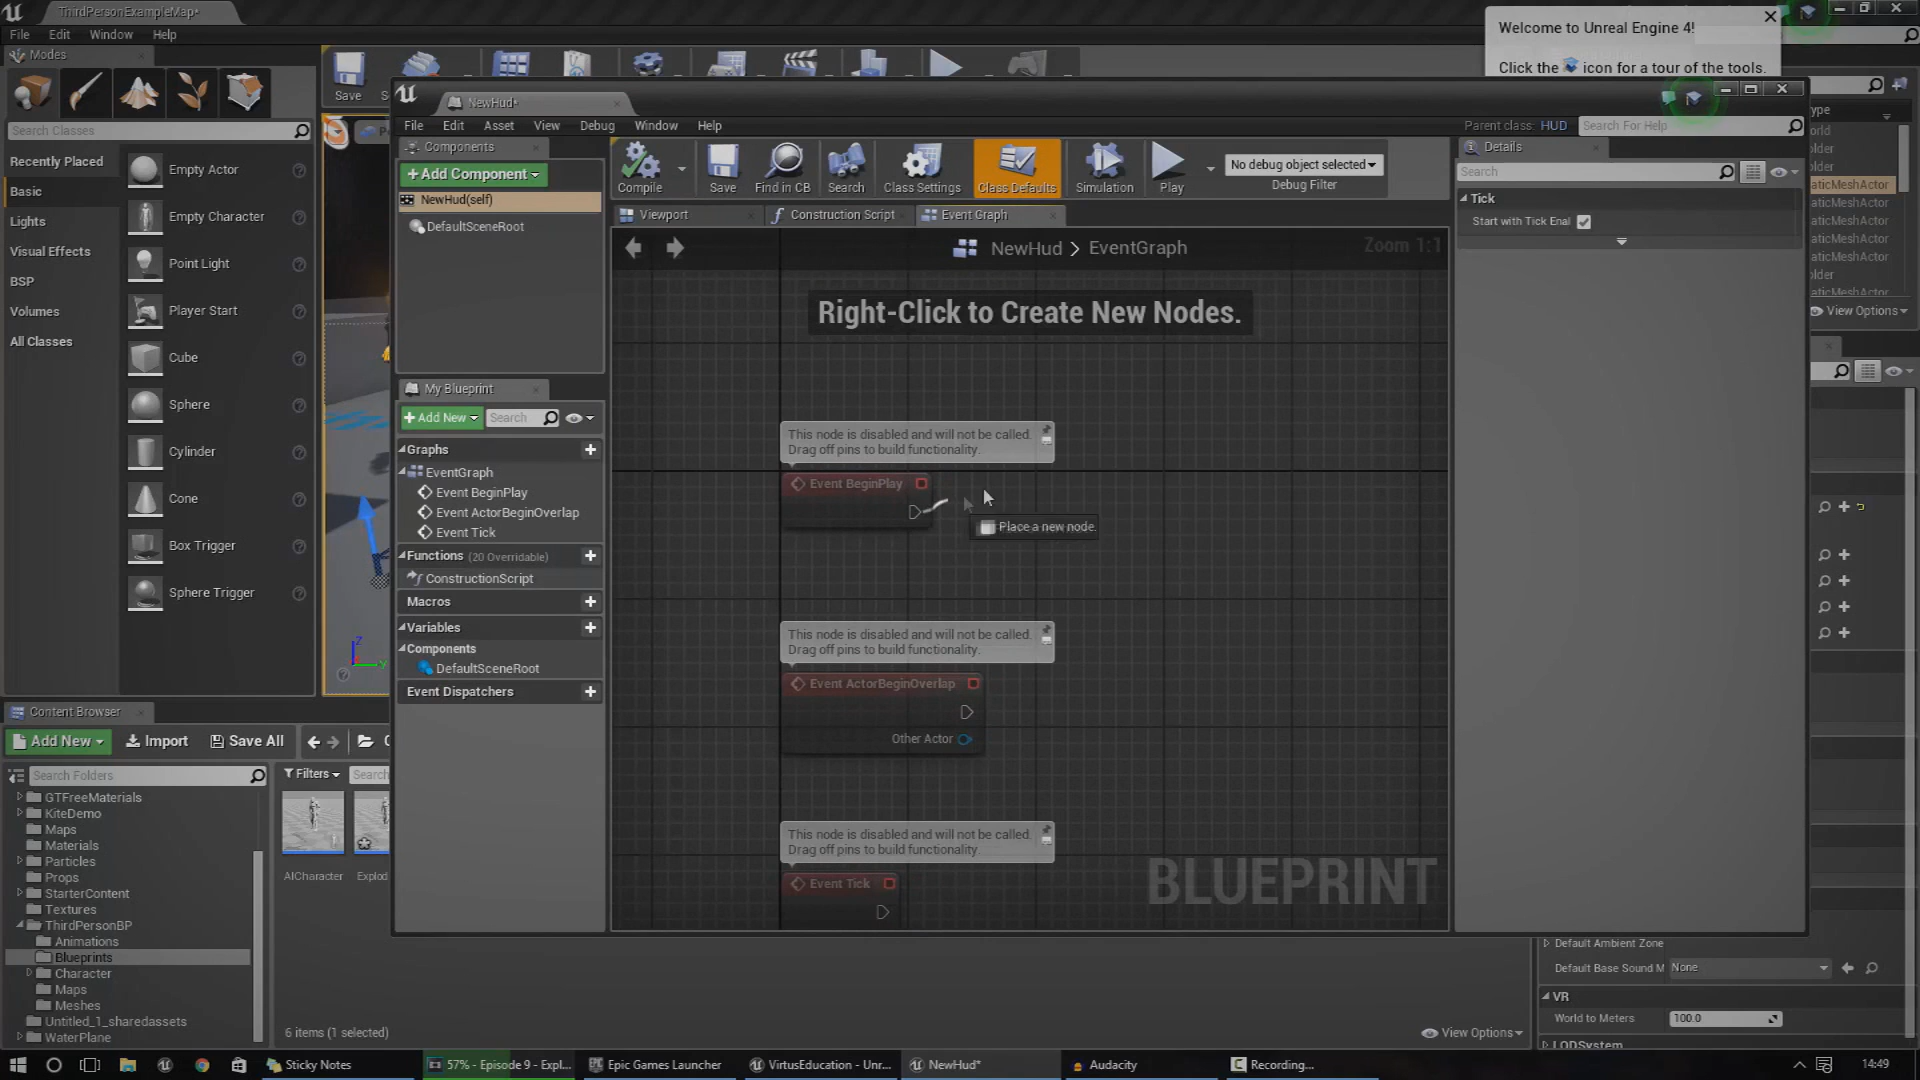 ThirdPersonExampleMap*
File Edit Window Help
Welcome to Unreal Engine 4!
Click the icon for a tour of the tools.
Modes
Save
Search Classes
Recently Placed
Basic
Lights
Visual Effects
BSP
Volumes
All Classes
Empty Actor
Empty Character
Point Light
Player Start
Cube
Sphere
Cylinder
Cone
Box Trigger
Sphere Trigger
NewHud*
File Edit Asset View Debug Window Help
Parent class: HUD Search For Help
Components
+Add Component
NewHud(self)
DefaultSceneRoot
Compile
Save
Find in CB
Search
Class Settings
Class Defaults
Simulation
Play
No debug object selected
Debug Filter
Viewport
Construction Script
Event Graph
NewHud > EventGraph
Zoom 1:1
Right-Click to Create New Nodes.
This node is disabled and will not be called.
Drag off pins to build functionality.
Event BeginPlay
Place a new node.
This node is disabled and will not be called.
Drag off pins to build functionality.
Event ActorBeginOverlap
Other Actor
This node is disabled and will not be called.
Drag off pins to build functionality.
Event Tick
BLUEPRINT
My Blueprint
+Add New Search
Graphs
EventGraph
Event BeginPlay
Event ActorBeginOverlap
Event Tick
Functions (20 Overridable)
ConstructionScript
Macros
Variables
Components
DefaultSceneRoot
Event Dispatchers
Details
Search
Tick
Start with Tick Enal
ype
orld
older
aticMeshActor
aticMeshActor
aticMeshActor
aticMeshActor
aticMeshActor
older
aticMeshActor
View Options
Content Browser
Add New Import Save All
Search Folders
GTFreeMaterials
KiteDemo
Maps
Materials
Particles
Props
StarterContent
Textures
ThirdPersonBP
Animations
Blueprints
Character
Maps
Meshes
Untitled_1_sharedassets
WaterPlane
Filters Search
AICharacter
Explod
6 items (1 selected)
View Options
Default Ambient Zone
Default Base Sound M None
VR
World to Meters 100.0
LODSystem
Sticky Notes
57% - Episode 9 - Expl...
Epic Games Launcher
VirtusEducation - Unr...
NewHud*
Audacity
Recording...
14:49